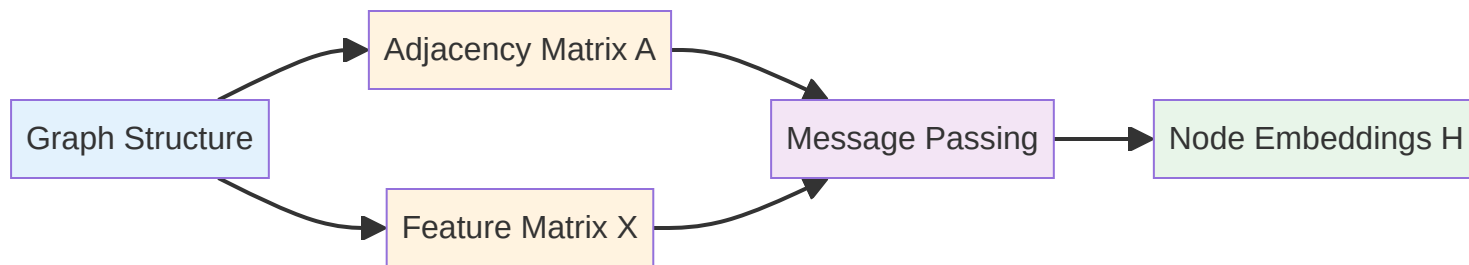 Graph Structure
Adjacency Matrix A
Feature Matrix X
Message Passing
Node Embeddings H